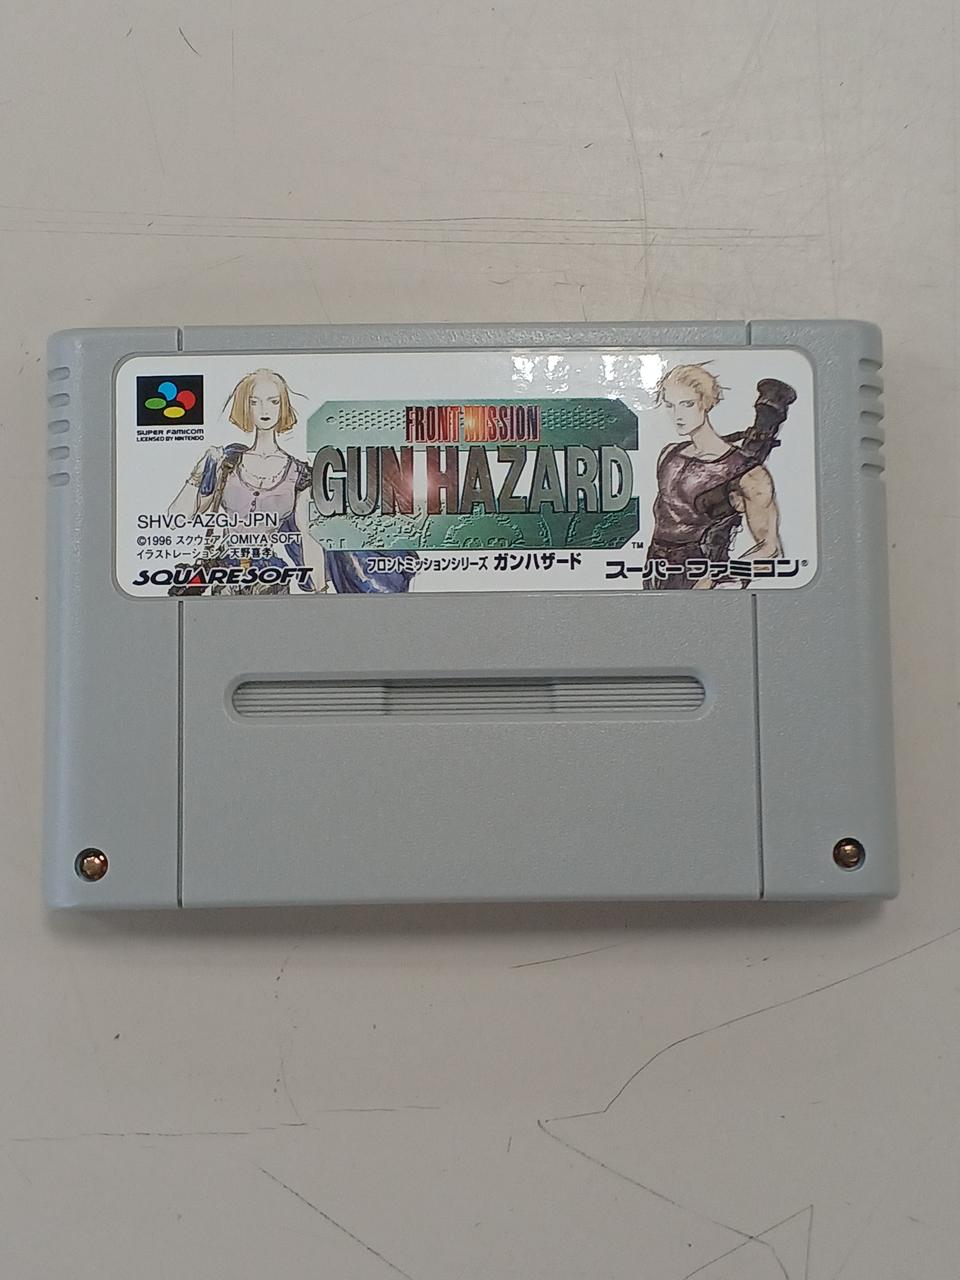 SUPER FAMICOM
LICENSED BY NINTENDO
FRONT MISSION
GUN HAZARD
TM
SHVC-AZGJ-JPN
©1996 スクウェア/OMIYA SOFT
イラストレーション/天野喜孝
SQUARESOFT
フロントミッションシリーズ ガンハザード
スーパーファミコン®